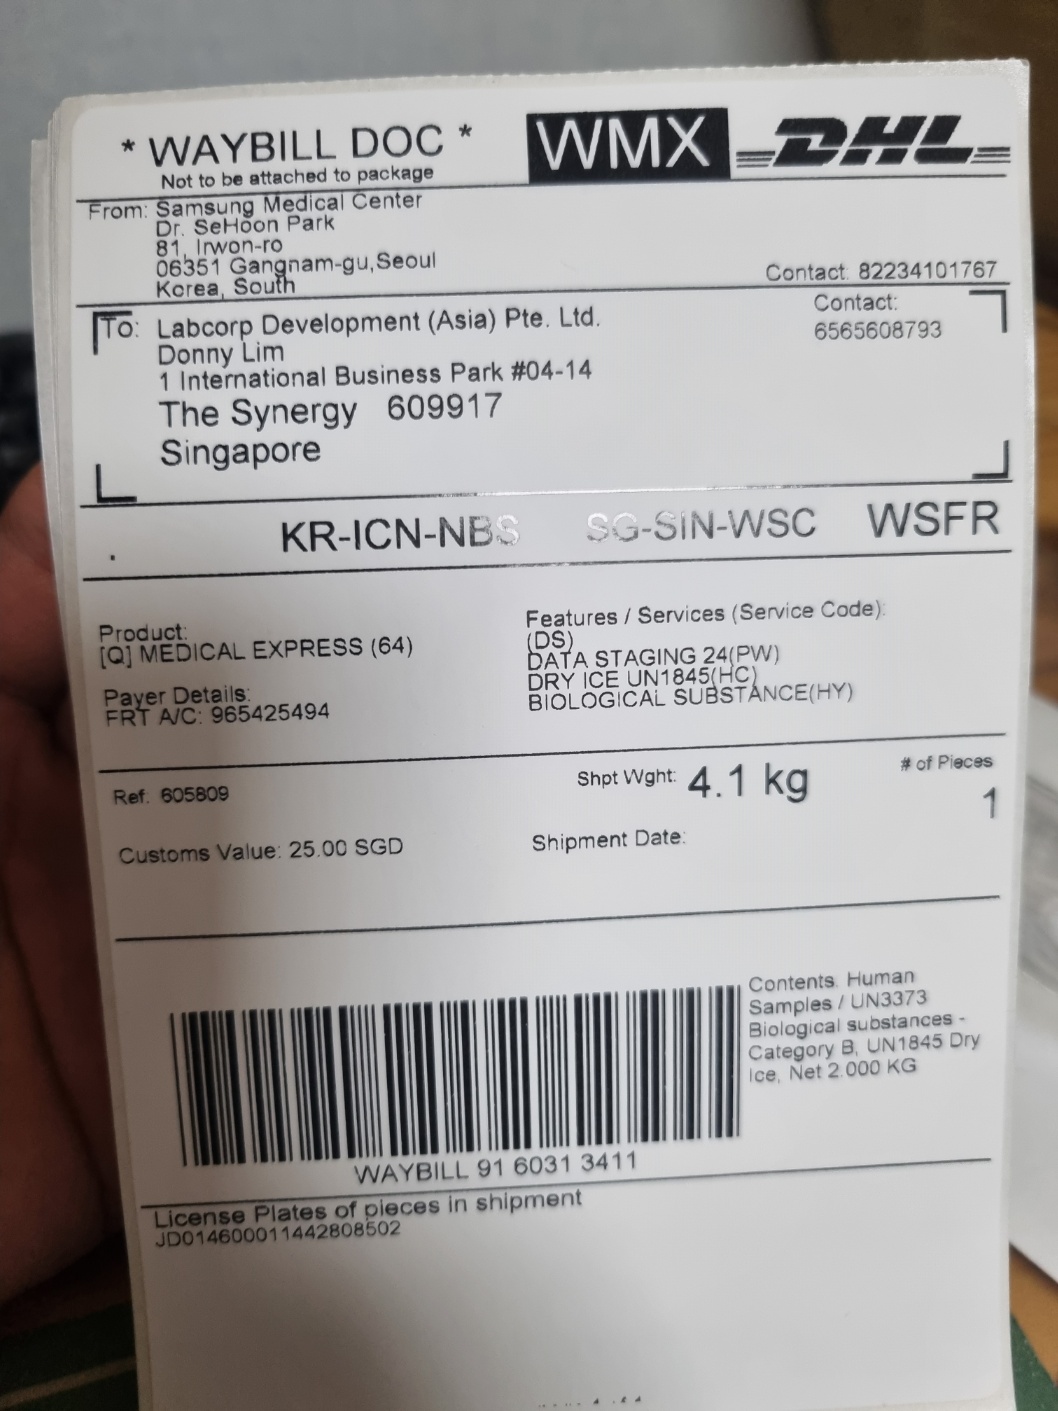 * WAYBILL DOC *
Not to be attached to package
WMX
DHL
From: Samsung Medical Center
Dr. SeHoon Park
81, Irwon-ro
06351 Gangnam-gu,Seoul
Korea, South
Contact: 82234101767
To: Labcorp Development (Asia) Pte. Ltd.
Donny Lim
1 International Business Park #04-14
The Synergy 609917
Singapore
Contact:
6565608793
KR-ICN-NBS SG-SIN-WSC WSFR
Product:
[Q] MEDICAL EXPRESS (64)
Payer Details:
FRT A/C: 965425494
Features / Services (Service Code):
(DS)
DATA STAGING 24(PW)
DRY ICE UN1845(HC)
BIOLOGICAL SUBSTANCE(HY)
Ref: 605809
Shpt Wght: 4.1 kg
# of Pieces
1
Customs Value: 25.00 SGD
Shipment Date:
Contents: Human
Samples / UN3373
Biological substances -
Category B, UN1845 Dry
Ice, Net 2.000 KG
WAYBILL 91 6031 3411
License Plates of pieces in shipment
JD014600011442808502